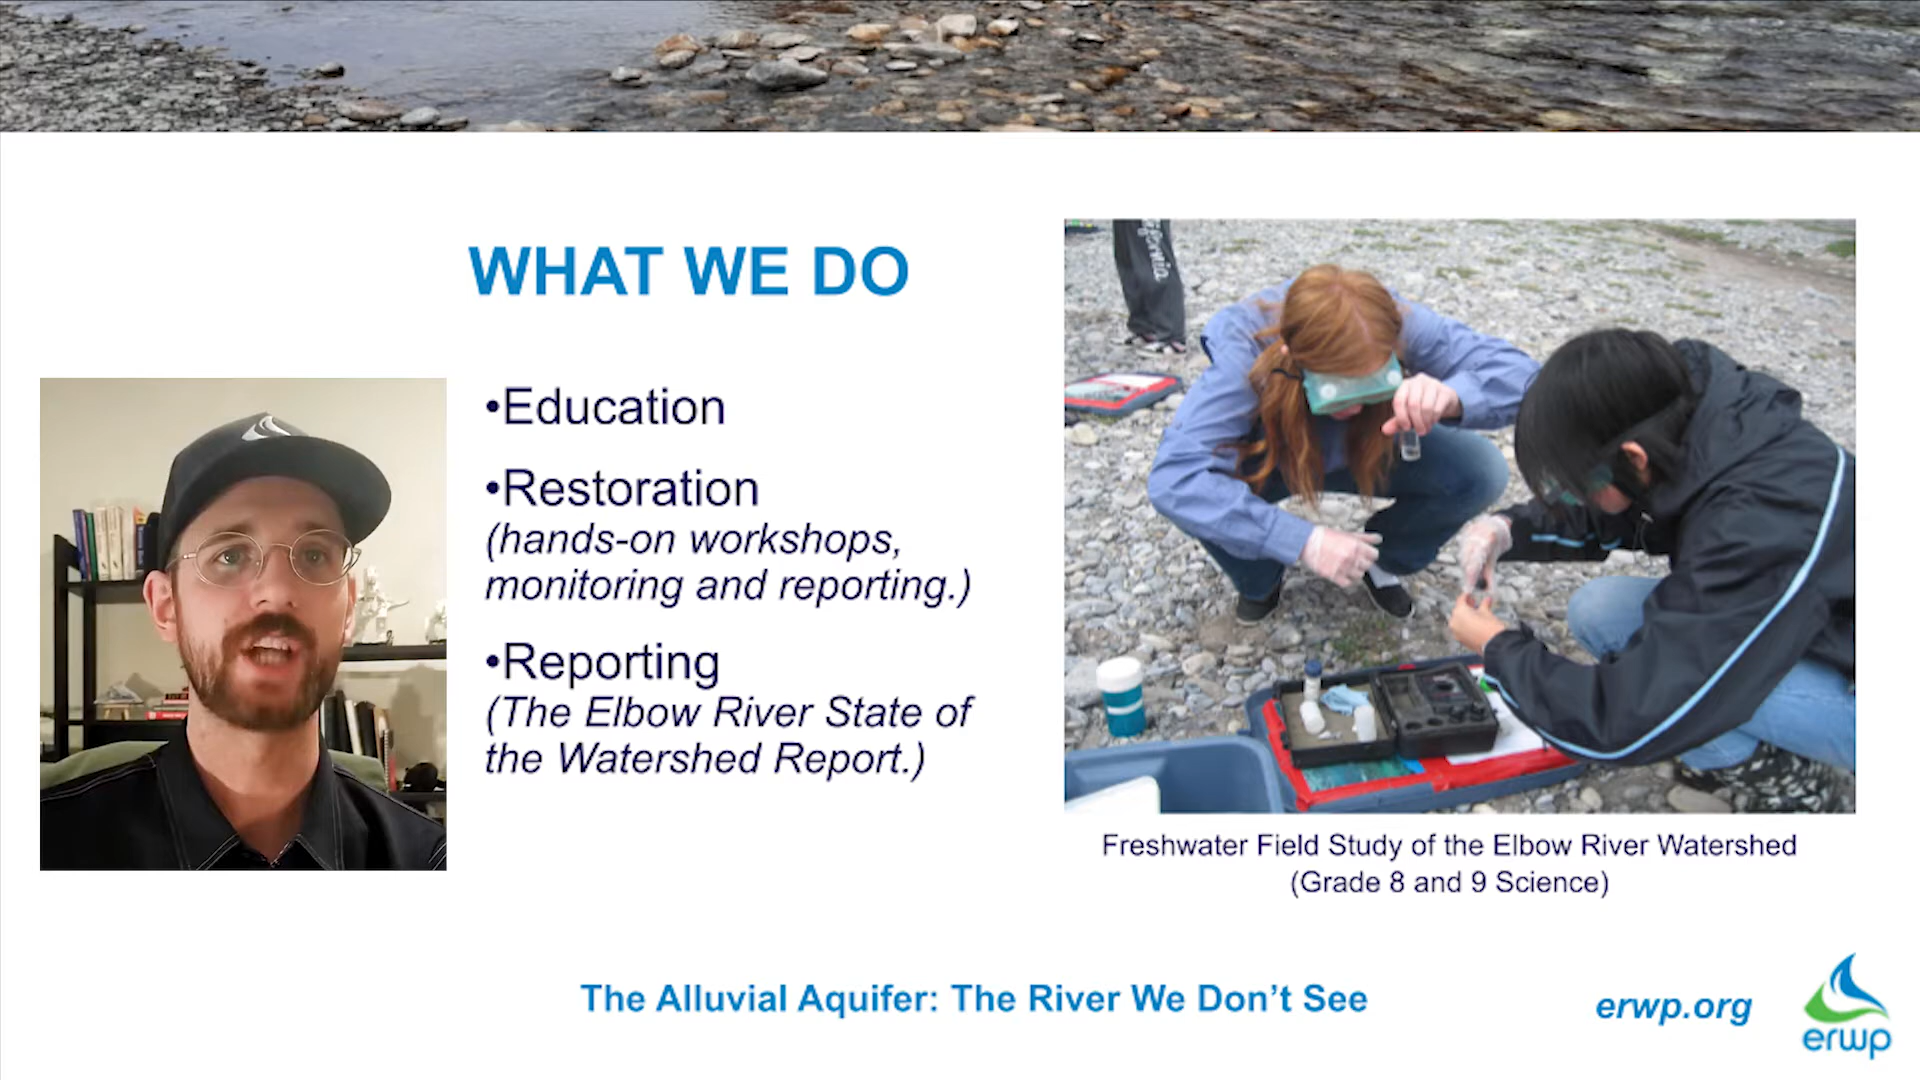 WHAT WE DO
•Education
•Restoration
(hands-on workshops,
monitoring and reporting.)
•Reporting
(The Elbow River State of
the Watershed Report.)
Freshwater Field Study of the Elbow River Watershed
(Grade 8 and 9 Science)
The Alluvial Aquifer: The River We Don't See
erwp.org
erwp